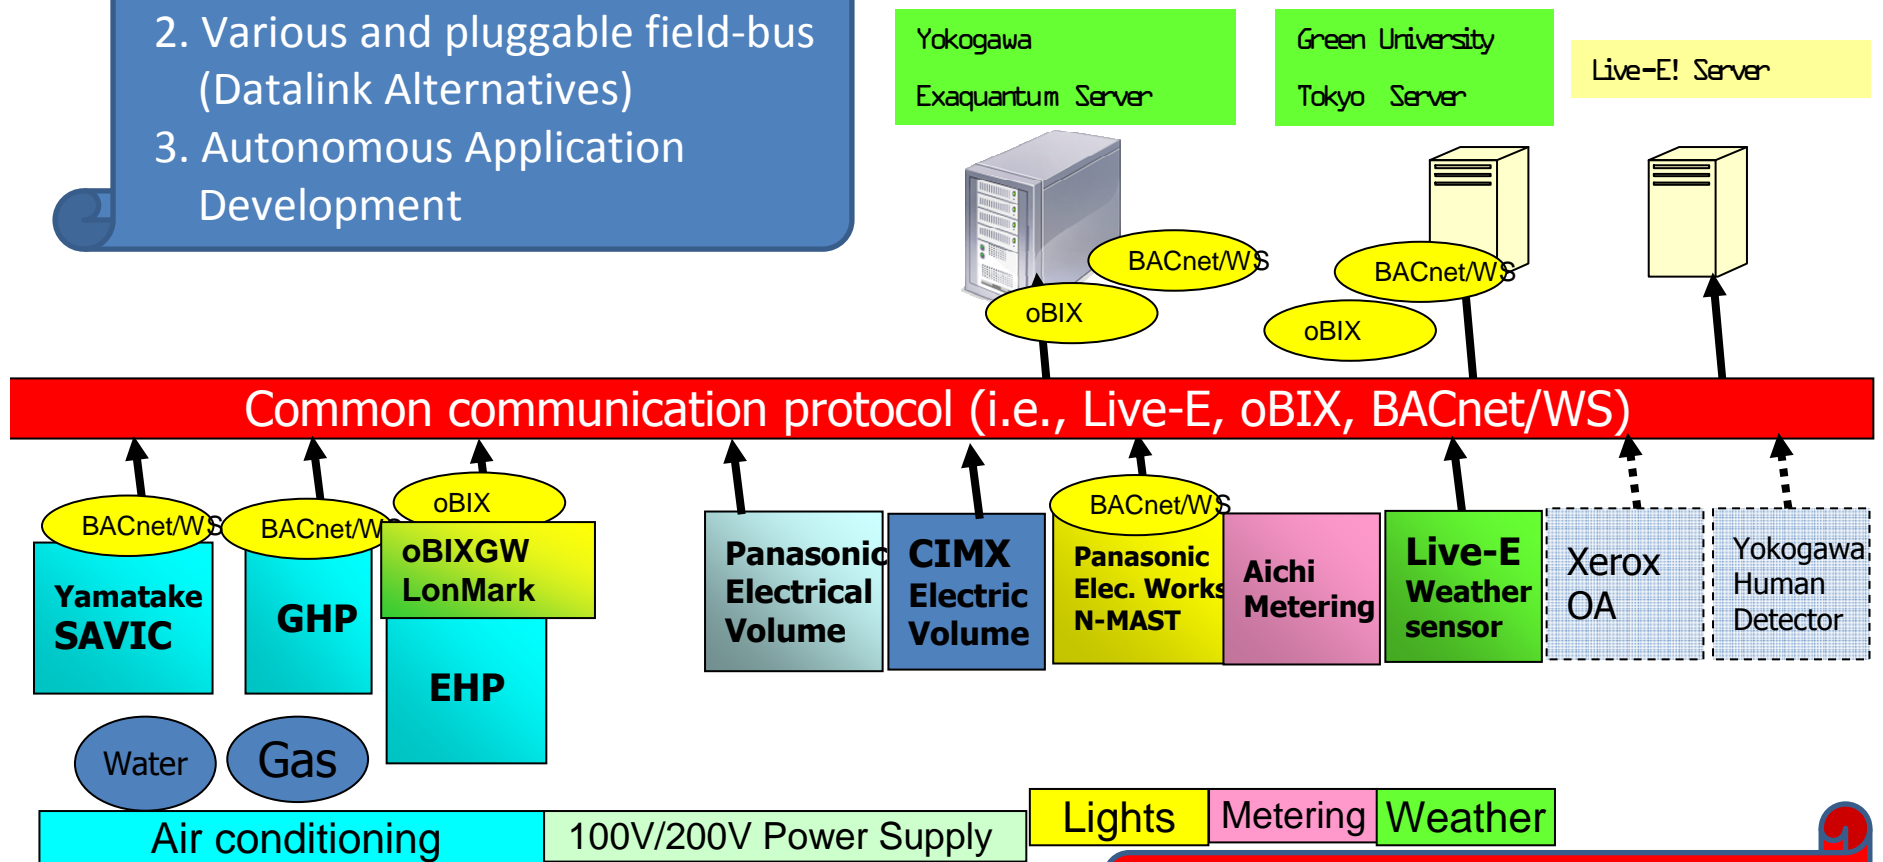 2. Various and pluggable field-bus
(Datalink Alternatives)
3. Autonomous Application
Development
Yokogawa
Exaquantum Server
Green University
Tokyo Server
Live-E! Server
BACnet/WS
oBIX
BACnet/WS
oBIX
Common communication protocol (i.e., Live-E, oBIX, BACnet/WS)
BACnet/WS
Yamatake
SAVIC
BACnet/WS
GHP
oBIX
oBIXGW
LonMark
EHP
Panasonic
Electrical
Volume
CIMX
Electric
Volume
BACnet/WS
Panasonic
Elec. Works
N-MAST
Aichi
Metering
Live-E
Weather
sensor
Xerox
OA
Yokogawa
Human
Detector
Water
Gas
Air conditioning
100V/200V Power Supply
Lights
Metering
Weather